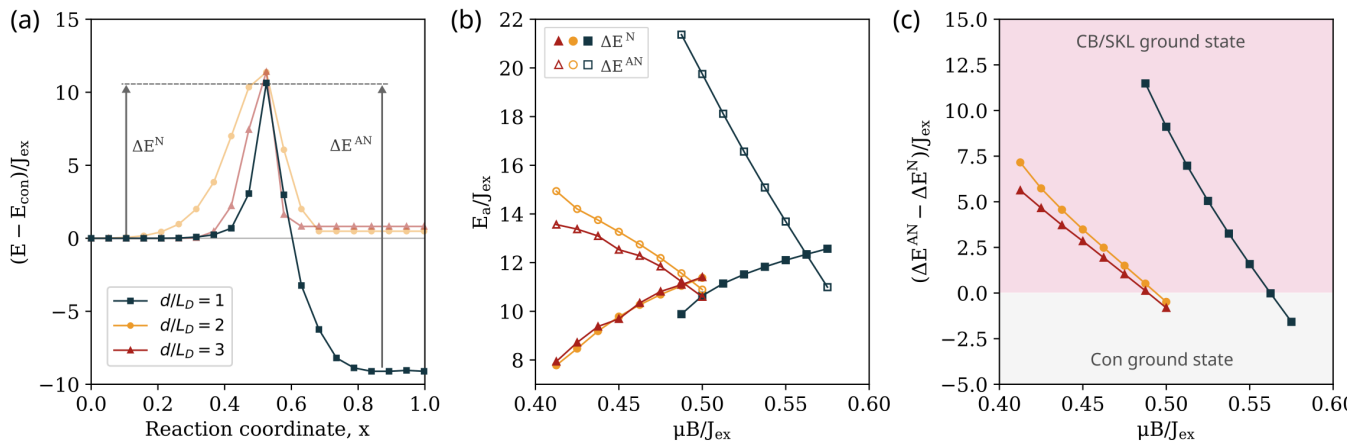 (a)
15
10
5
0
−5
−10
(E − E_con)/J_ex
ΔE^N
ΔE^AN
d/L_D = 1
d/L_D = 2
d/L_D = 3
0.0 0.2 0.4 0.6 0.8 1.0
Reaction coordinate, x
(b)
22
20
18
16
14
12
10
8
E_a/J_ex
ΔE^N
ΔE^AN
0.40 0.45 0.50 0.55 0.60
μB/J_ex
(c)
15.0
12.5
10.0
7.5
5.0
2.5
0.0
−2.5
−5.0
(ΔE^AN − ΔE^N)/J_ex
CB/SKL ground state
Con ground state
0.40 0.45 0.50 0.55 0.60
μB/J_ex